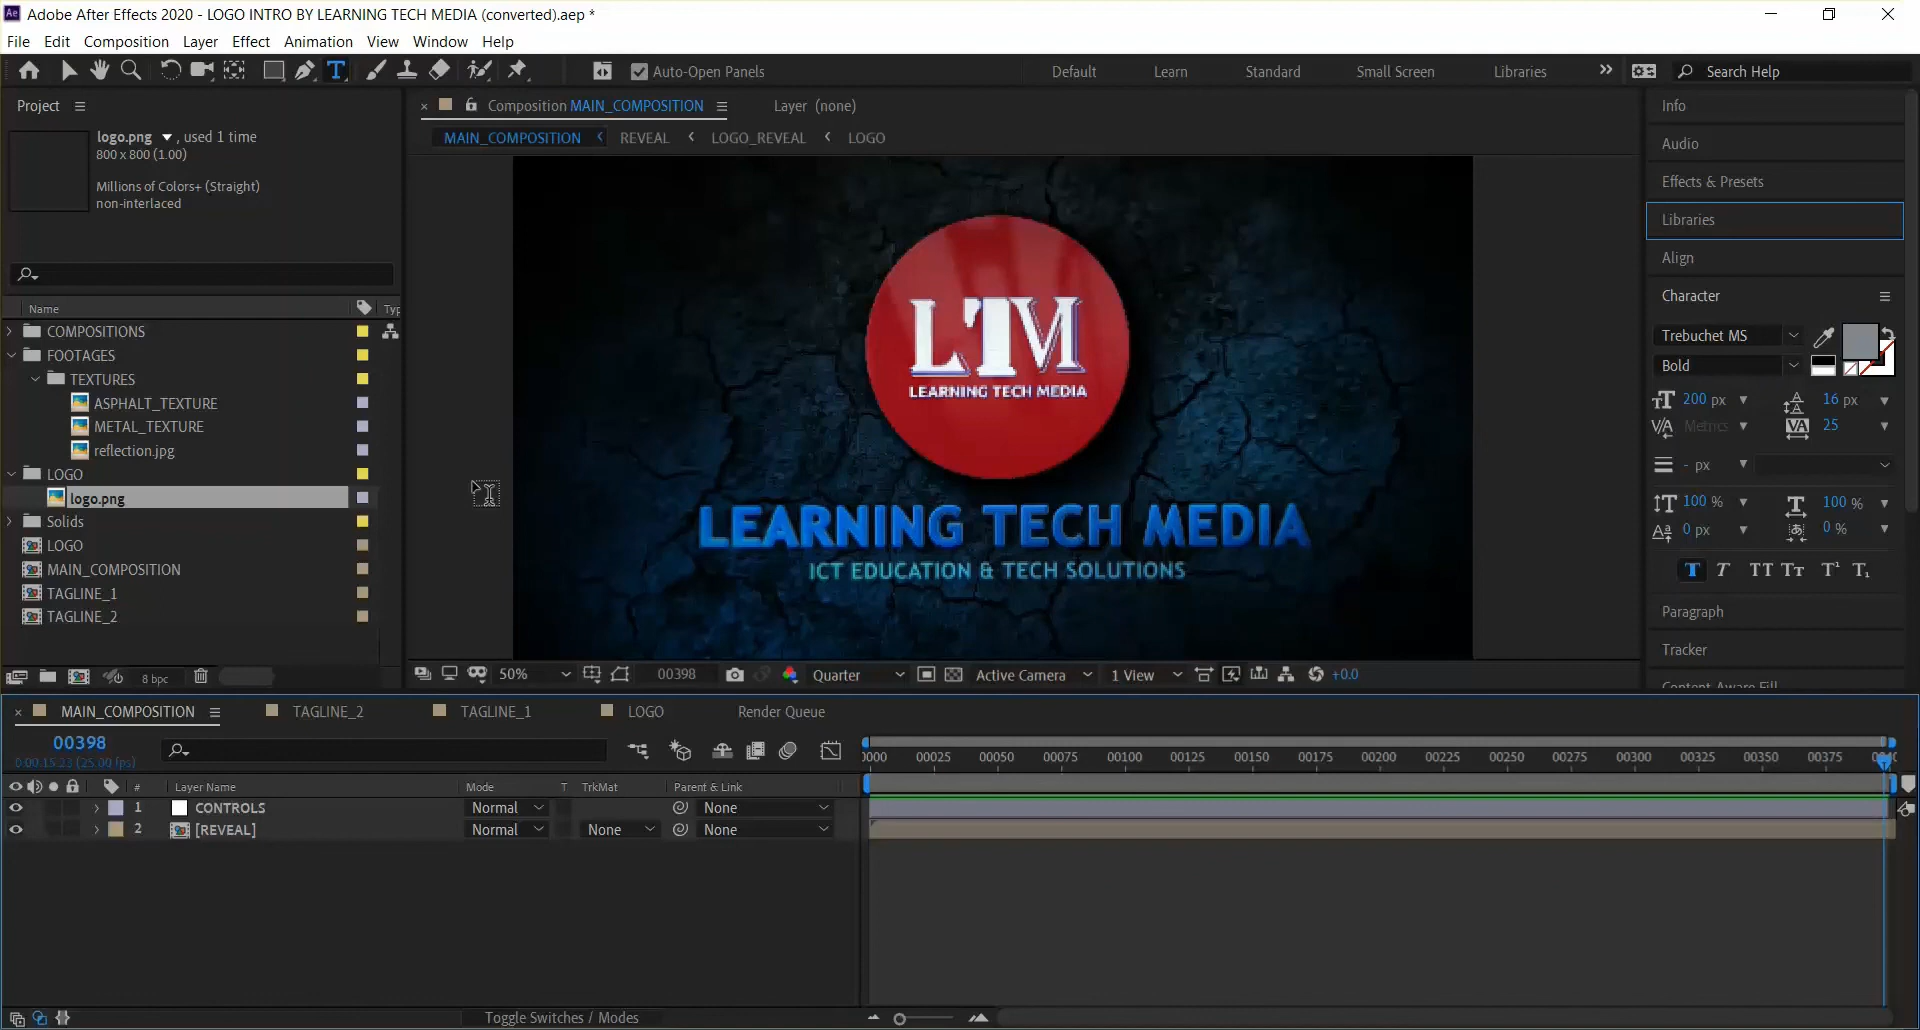 Adobe After Effects 2020 - LOGO INTRO BY LEARNING TECH MEDIA (converted).aep *
File Edit Composition Layer Effect Animation View Window Help
Auto-Open Panels
Default Learn Standard Small Screen Libraries
Search Help
Project
logo.png , used 1 time
800 x 800 (1.00)
Millions of Colors+ (Straight)
non-interlaced
Name
COMPOSITIONS
FOOTAGES
TEXTURES
ASPHALT_TEXTURE
METAL_TEXTURE
reflection.jpg
LOGO
logo.png
Solids
LOGO
MAIN_COMPOSITION
TAGLINE_1
TAGLINE_2
8 bpc
Composition MAIN_COMPOSITION
Layer (none)
MAIN_COMPOSITION REVEAL LOGO_REVEAL LOGO
LTM
LEARNING TECH MEDIA
LEARNING TECH MEDIA
ICT EDUCATION & TECH SOLUTIONS
50% 00398 Quarter Active Camera 1 View +0.0
Info
Audio
Effects & Presets
Libraries
Align
Character
Trebuchet MS
Bold
200 px 16 px
Metrics 25
- px
100 % 100 %
0 px 0 %
Paragraph
Tracker
Content-Aware Fill
MAIN_COMPOSITION TAGLINE_2 TAGLINE_1 LOGO Render Queue
00398
0:00:15:23 (25.00 fps)
0000 00025 00050 00075 00100 00125 00150 00175 00200 00225 00250 00275 00300 00325 00350 00375
# Layer Name Mode T TrkMat Parent & Link
1 CONTROLS Normal None
2 [REVEAL] Normal None None
Toggle Switches / Modes